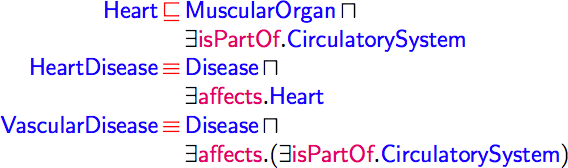 Heart ⊑ MuscularOrgan ⊓
∃isPartOf.CirculatorySystem
HeartDisease ≡ Disease ⊓
∃affects.Heart
VascularDisease ≡ Disease ⊓
∃affects.(∃isPartOf.CirculatorySystem)